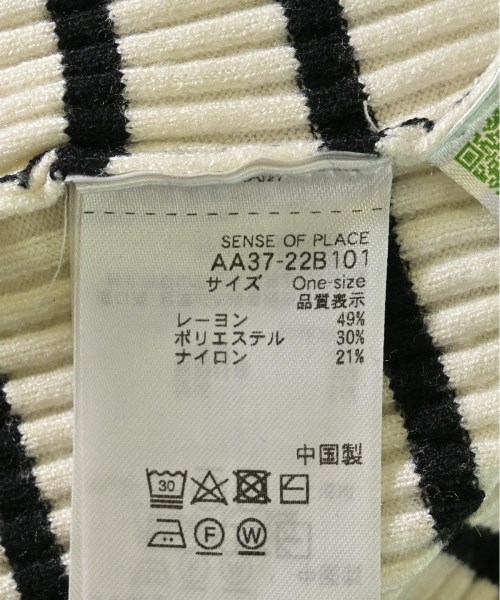 SENSE OF PLACE
AA37-22B101
サイズ One-size
品質表示
レーヨン 49%
ポリエステル 30%
ナイロン 21%
中国製
30
F W